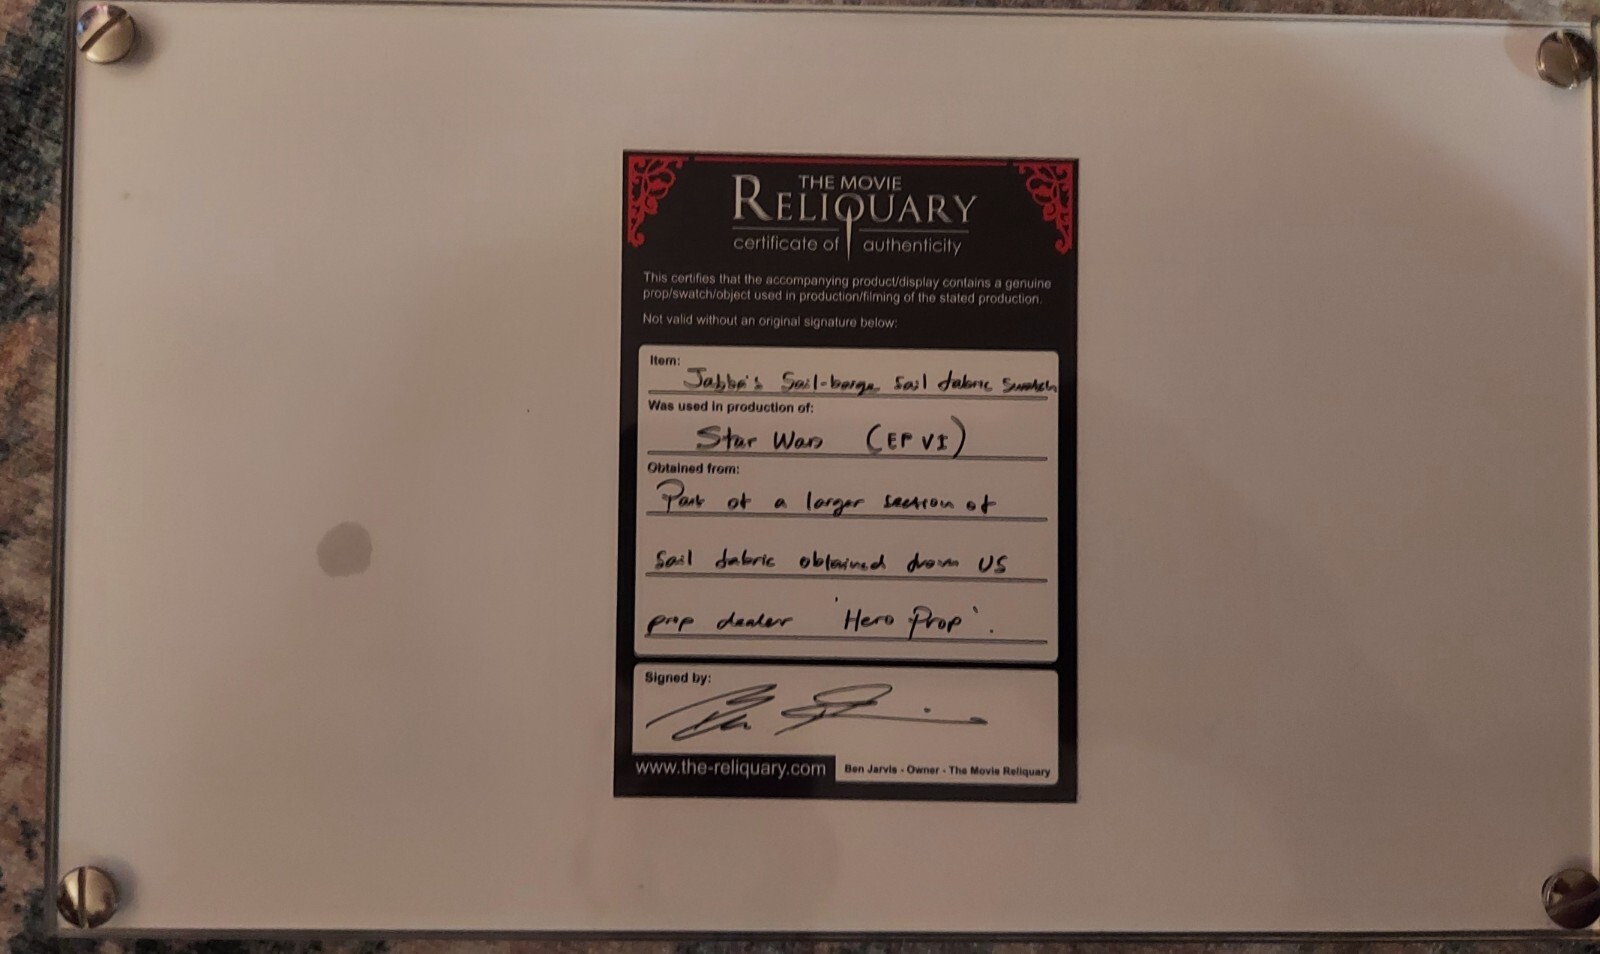 THE MOVIE
RELIQUARY
certificate of authenticity
This certifies that the accompanying product/display contains a genuine
prop/swatch/object used in production/filming of the stated production.
Not valid without an original signature below:
Item:
Jabba's Sail-barge sail fabric swatch
Was used in production of:
Star Wars (EP VI)
Obtained from:
Part of a larger section of
sail fabric obtained from US
prop dealer 'Hero Prop'.
Signed by:
www.the-reliquary.com
Ben Jarvis - Owner - The Movie Reliquary